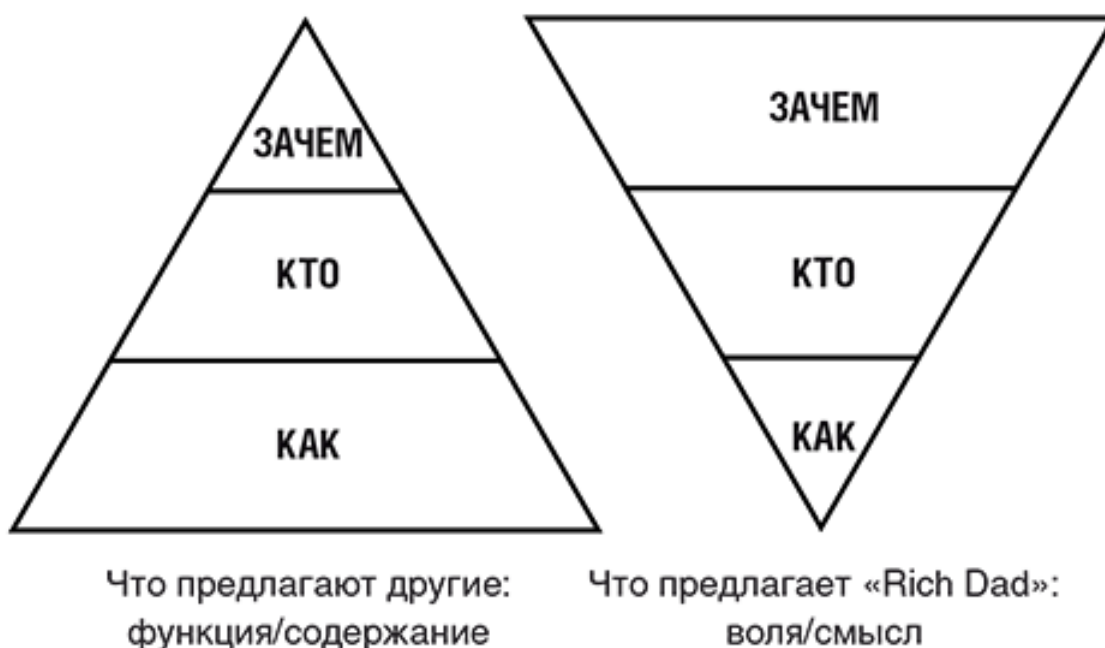 ЗАЧЕМ
КТО
КАК
Что предлагают другие:
функция/содержание
ЗАЧЕМ
КТО
КАК
Что предлагает «Rich Dad»:
воля/смысл